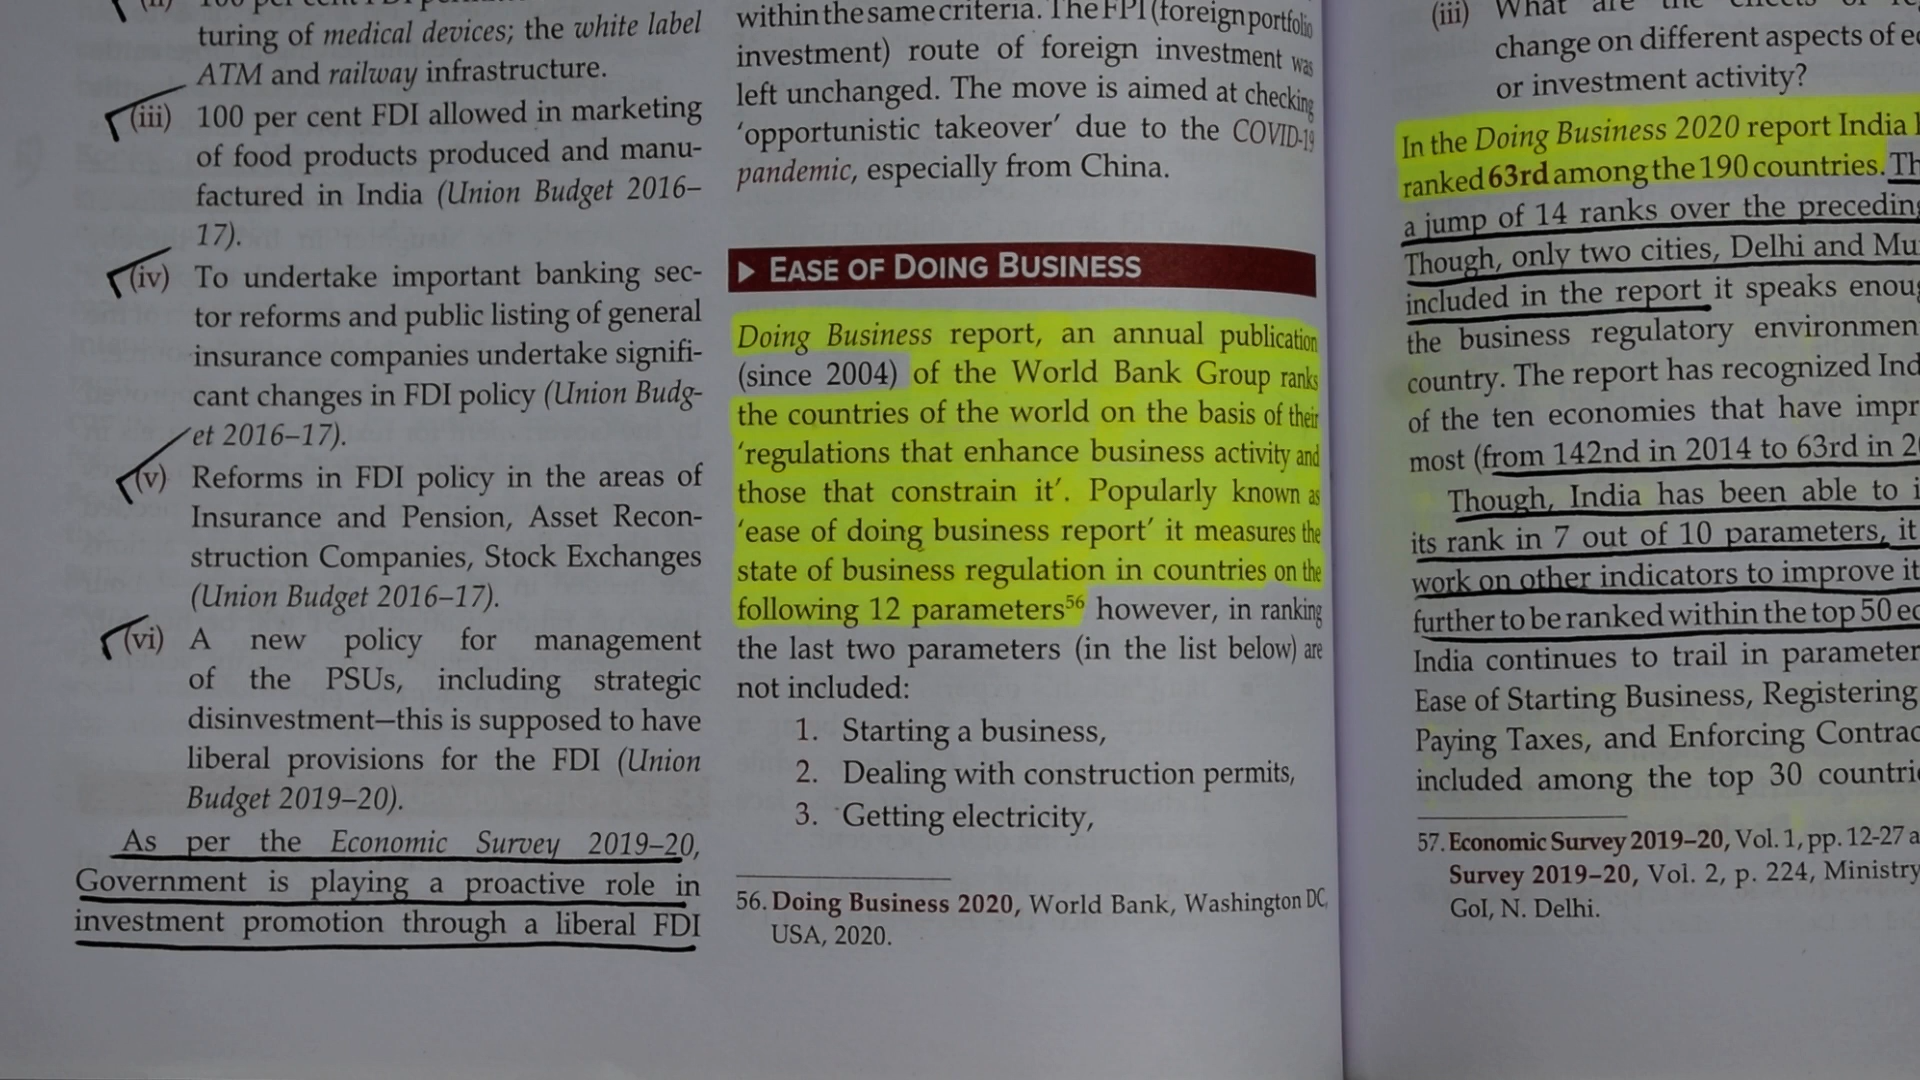 turing of medical devices; the white label
ATM and railway infrastructure.
(iii) 100 per cent FDI allowed in marketing
of food products produced and manu-
factured in India (Union Budget 2016–
17).
(iv) To undertake important banking sec-
tor reforms and public listing of general
insurance companies undertake signifi-
cant changes in FDI policy (Union Budg-
et 2016–17).
(v) Reforms in FDI policy in the areas of
Insurance and Pension, Asset Recon-
struction Companies, Stock Exchanges
(Union Budget 2016–17).
(vi) A new policy for management
of the PSUs, including strategic
disinvestment—this is supposed to have
liberal provisions for the FDI (Union
Budget 2019–20).
As per the Economic Survey 2019–20,
Government is playing a proactive role in
investment promotion through a liberal FDI
within the same criteria. The FPI (foreign portfolio
investment) route of foreign investment was
left unchanged. The move is aimed at checking
‘opportunistic takeover’ due to the COVID-19
pandemic, especially from China.
▶ EASE OF DOING BUSINESS
Doing Business report, an annual publication
(since 2004) of the World Bank Group ranks
the countries of the world on the basis of their
‘regulations that enhance business activity and
those that constrain it’. Popularly known as
‘ease of doing business report’ it measures the
state of business regulation in countries on the
following 12 parameters56 however, in ranking
the last two parameters (in the list below) are
not included:
1. Starting a business,
2. Dealing with construction permits,
3. Getting electricity,
56. Doing Business 2020, World Bank, Washington DC,
USA, 2020.
(iii) What are the
change on different aspects of
or investment activity?
In the Doing Business 2020 report India
ranked 63rd among the 190 countries.
a jump of 14 ranks over the
Though, only two cities, Delhi and
included in the report it speaks
the business regulatory
country. The report has recognized
of the ten economies that have
most (from 142nd in 2014 to 63rd in
Though, India has been able to
its rank in 7 out of 10 parameters, it
work on other indicators to improve
further to be ranked within the top 50
India continues to trail in
Ease of Starting Business, Registering
Paying Taxes, and Enforcing
included among the top 30
57. Economic Survey 2019–20, Vol. 1, pp. 12-27
Survey 2019–20, Vol. 2, p. 224, Ministry
GoI, N. Delhi.